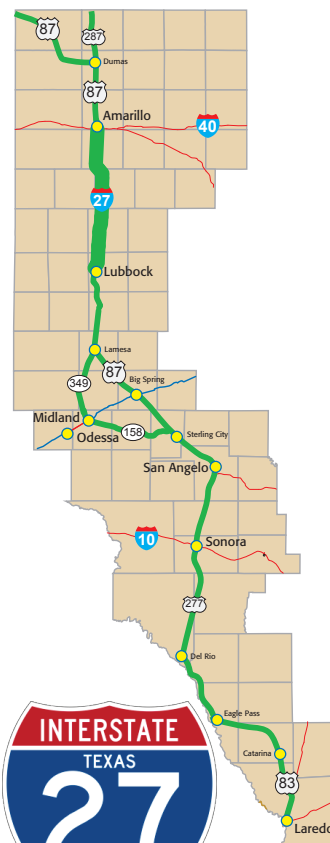 87
287
Dumas
87
Amarillo
40
27
Lubbock
Lamesa
87
349
Big Spring
Midland
158
Odessa
Sterling City
San Angelo
10
Sonora
277
Del Rio
Eagle Pass
Catarina
83
Laredo
INTERSTATE
TEXAS
27